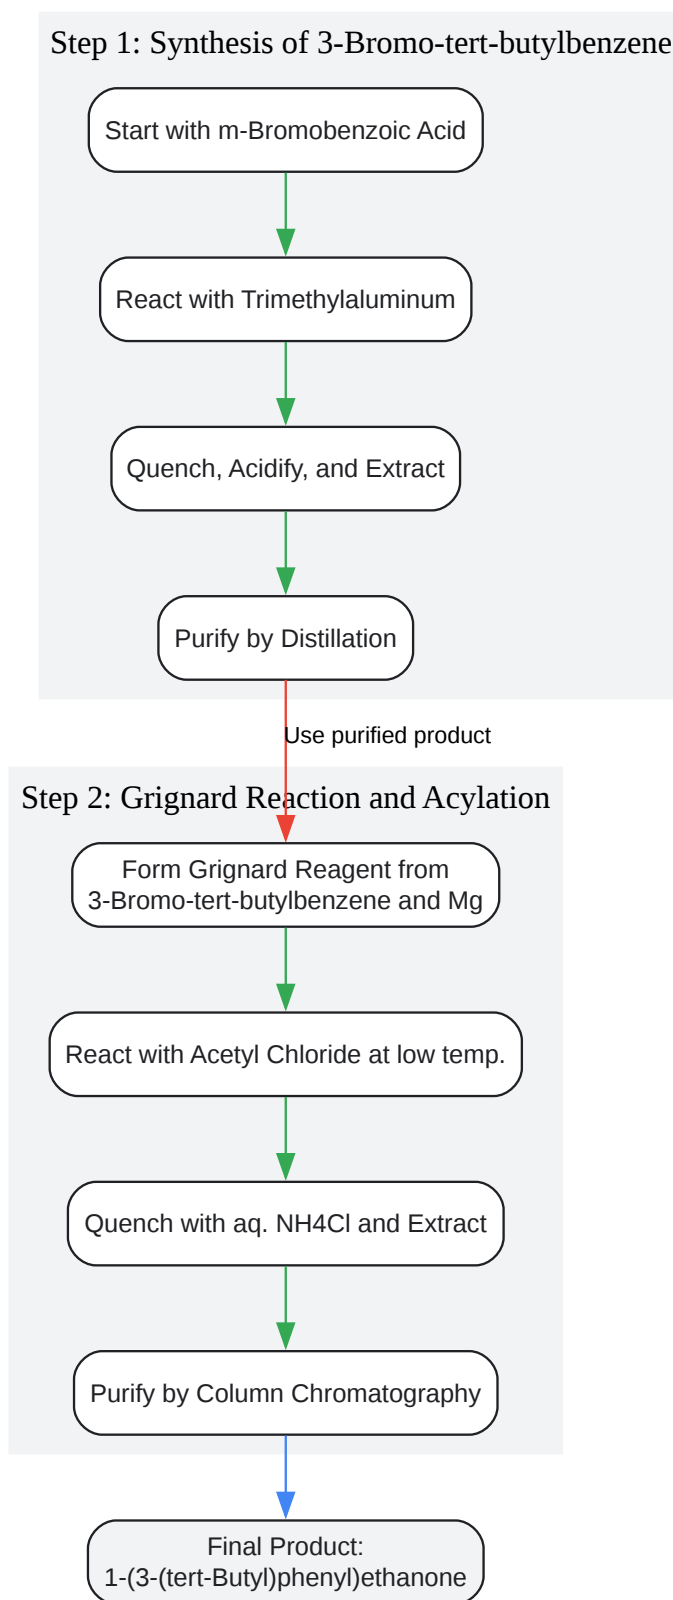 Step 1: Synthesis of 3-Bromo-tert-butylbenzene
Start with m-Bromobenzoic Acid
React with Trimethylaluminum
Quench, Acidify, and Extract
Purify by Distillation
Use purified product
Step 2: Grignard Reaction and Acylation
Form Grignard Reagent from
3-Bromo-tert-butylbenzene and Mg
React with Acetyl Chloride at low temp.
Quench with aq. NH4Cl and Extract
Purify by Column Chromatography
Final Product:
1-(3-(tert-Butyl)phenyl)ethanone